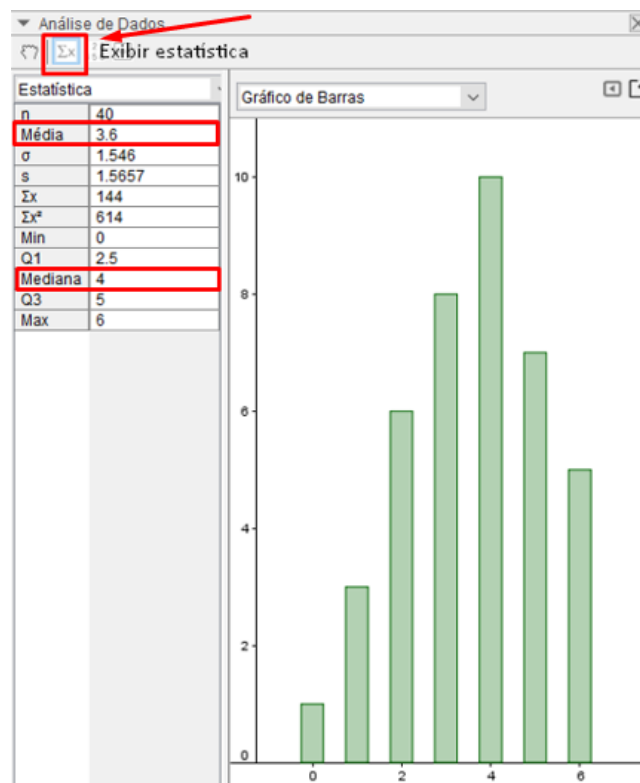 Análise de Dados
Σx Exibir estatística
Estatística
n 40
Média 3.6
σ 1.546
s 1.5657
Σx 144
Σx² 614
Min 0
Q1 2.5
Mediana 4
Q3 5
Max 6
Gráfico de Barras
10
8
6
4
2
0
0 2 4 6